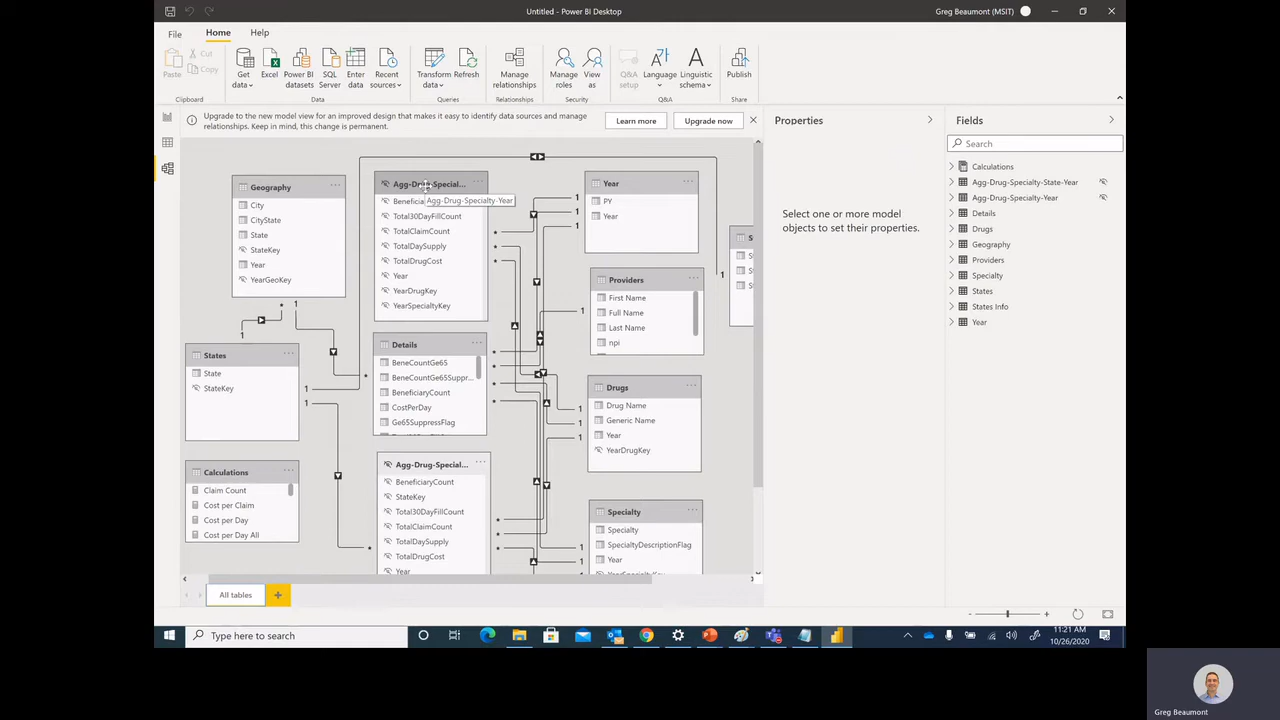 Untitled - Power BI Desktop
Greg Beaumont (MSIT)
File
Home
Help
Paste
Cut
Copy
Get data
Excel
Power BI datasets
SQL Server
Enter data
Recent sources
Transform data
Refresh
Manage relationships
Manage roles
View as
Q&A setup
Language
Linguistic schema
Publish
Clipboard
Data
Queries
Relationships
Security
Q&A
Share
Upgrade to the new model view for an improved design that makes it easy to identify data sources and manage
relationships. Keep in mind, this change is permanent.
Learn more
Upgrade now
Geography
City
CityState
State
StateKey
Year
YearGeoKey
Agg-Drug-Special...
Beneficia
Agg-Drug-Specialty-Year
Total30DayFillCount
TotalClaimCount
TotalDaySupply
TotalDrugCost
Year
YearDrugKey
YearSpecialtyKey
Year
PY
Year
Providers
First Name
Full Name
Last Name
npi
States
State
StateKey
Details
BeneCountGe65
BeneCountGe65Suppr...
BeneficiaryCount
CostPerDay
Ge65SuppressFlag
Drugs
Drug Name
Generic Name
Year
YearDrugKey
Calculations
Claim Count
Cost per Claim
Cost per Day
Cost per Day All
Agg-Drug-Special...
BeneficiaryCount
StateKey
Total30DayFillCount
TotalClaimCount
TotalDaySupply
TotalDrugCost
Year
Specialty
Specialty
SpecialtyDescriptionFlag
Year
All tables
Properties
Select one or more model
objects to set their properties.
Fields
Search
Calculations
Agg-Drug-Specialty-State-Year
Agg-Drug-Specialty-Year
Details
Drugs
Geography
Providers
Specialty
States
States Info
Year
Type here to search
11:21 AM
10/26/2020
Greg Beaumont